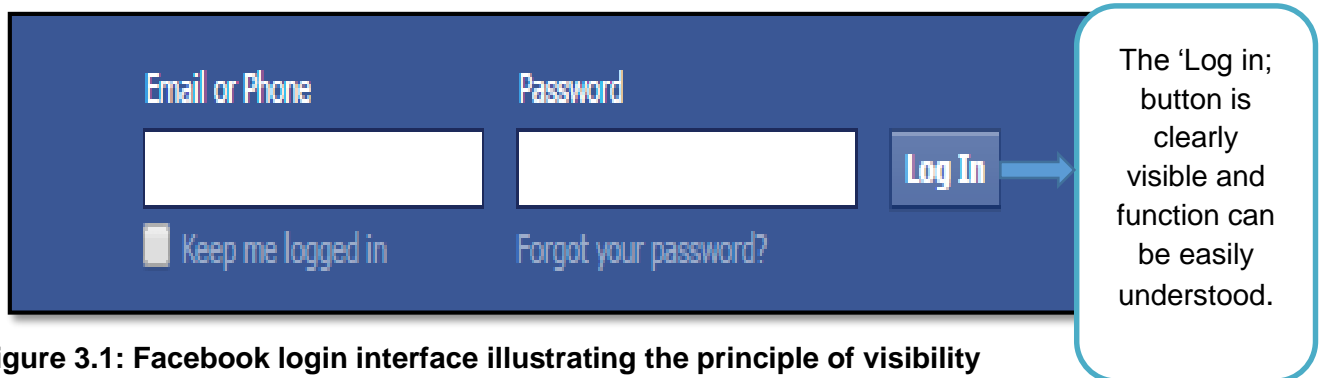 Email or Phone Password
Log In
Keep me logged in Forgot your password?
The ‘Log in;
button is
clearly
visible and
function can
be easily
understood.
igure 3.1: Facebook login interface illustrating the principle of visibility